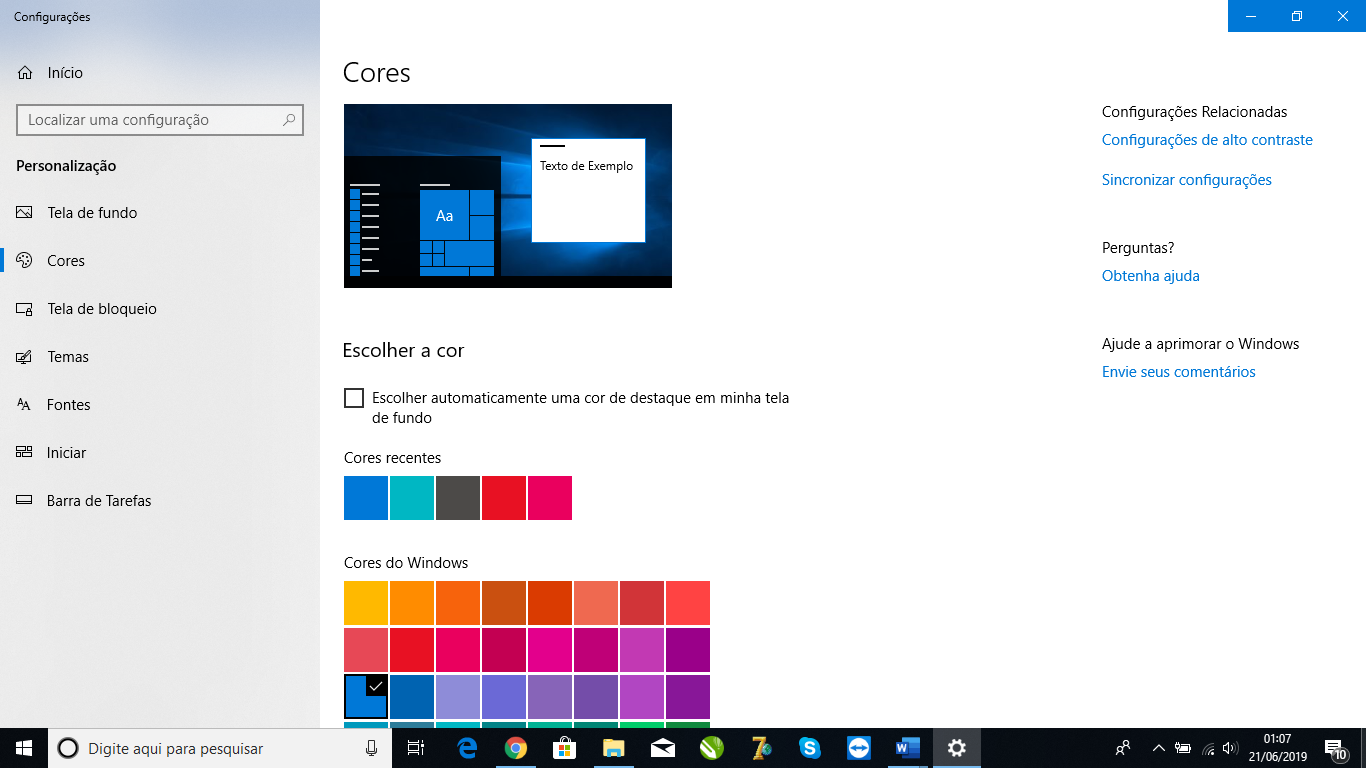 Configurações
Início
Localizar uma configuração
Personalização
Tela de fundo
Cores
Tela de bloqueio
Temas
Fontes
Iniciar
Barra de Tarefas
Cores
Texto de Exemplo
Aa
Escolher a cor
Escolher automaticamente uma cor de destaque em minha tela
de fundo
Cores recentes
Cores do Windows
Configurações Relacionadas
Configurações de alto contraste
Sincronizar configurações
Perguntas?
Obtenha ajuda
Ajude a aprimorar o Windows
Envie seus comentários
Digite aqui para pesquisar
01:07
21/06/2019
10